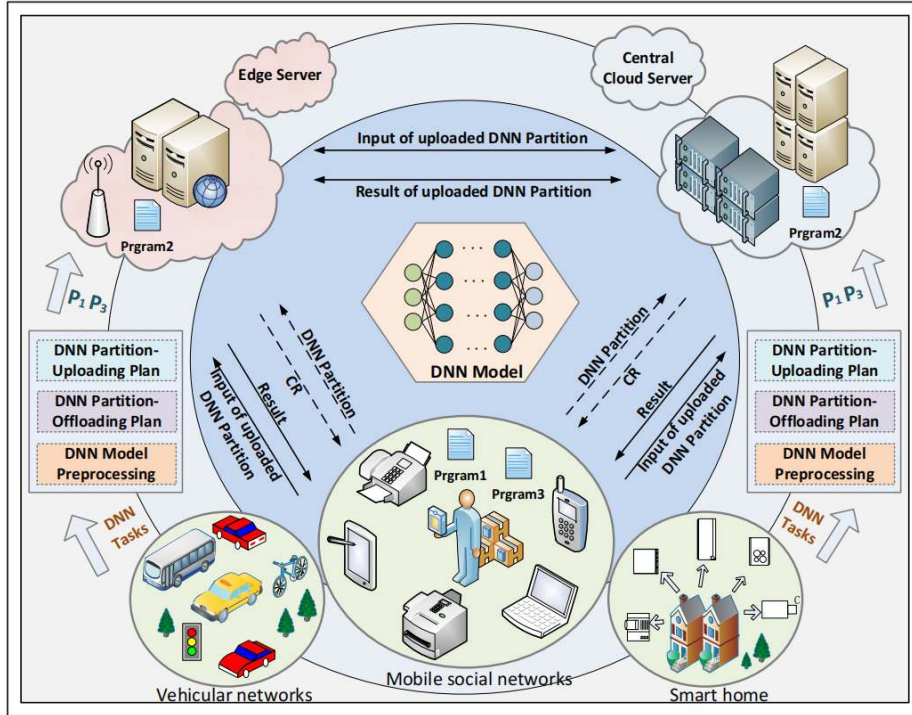 Edge Server
Central
Cloud Server
Input of uploaded DNN Partition
Result of uploaded DNN Partition
Prgram2
Prgram2
P1 P3
P1 P3
DNN Model
DNN Partition-
Uploading Plan
DNN Partition-
Offloading Plan
DNN Model
Preprocessing
DNN Partition
CR
Result
Input of uploaded
DNN Partition
DNN Partition
CR
Result
Input of uploaded
DNN Partition
DNN Partition-
Uploading Plan
DNN Partition-
Offloading Plan
DNN Model
Preprocessing
Prgram1
Prgram3
DNN
Tasks
DNN
Tasks
C
Vehicular networks
Mobile social networks
Smart home